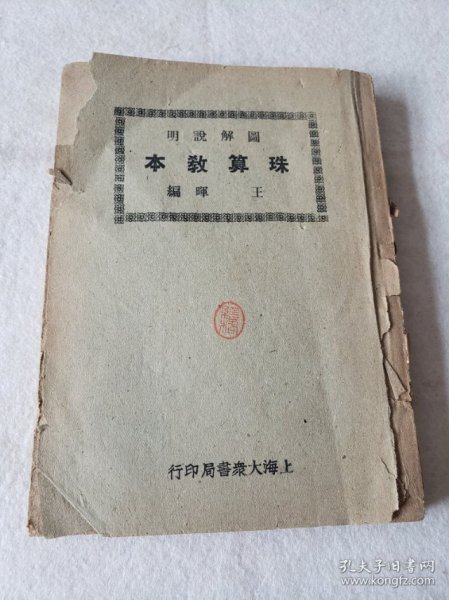 圖解說明
珠算教本
王暉編
上海大衆書局印行
孔夫子旧书网
www.kongfz.com